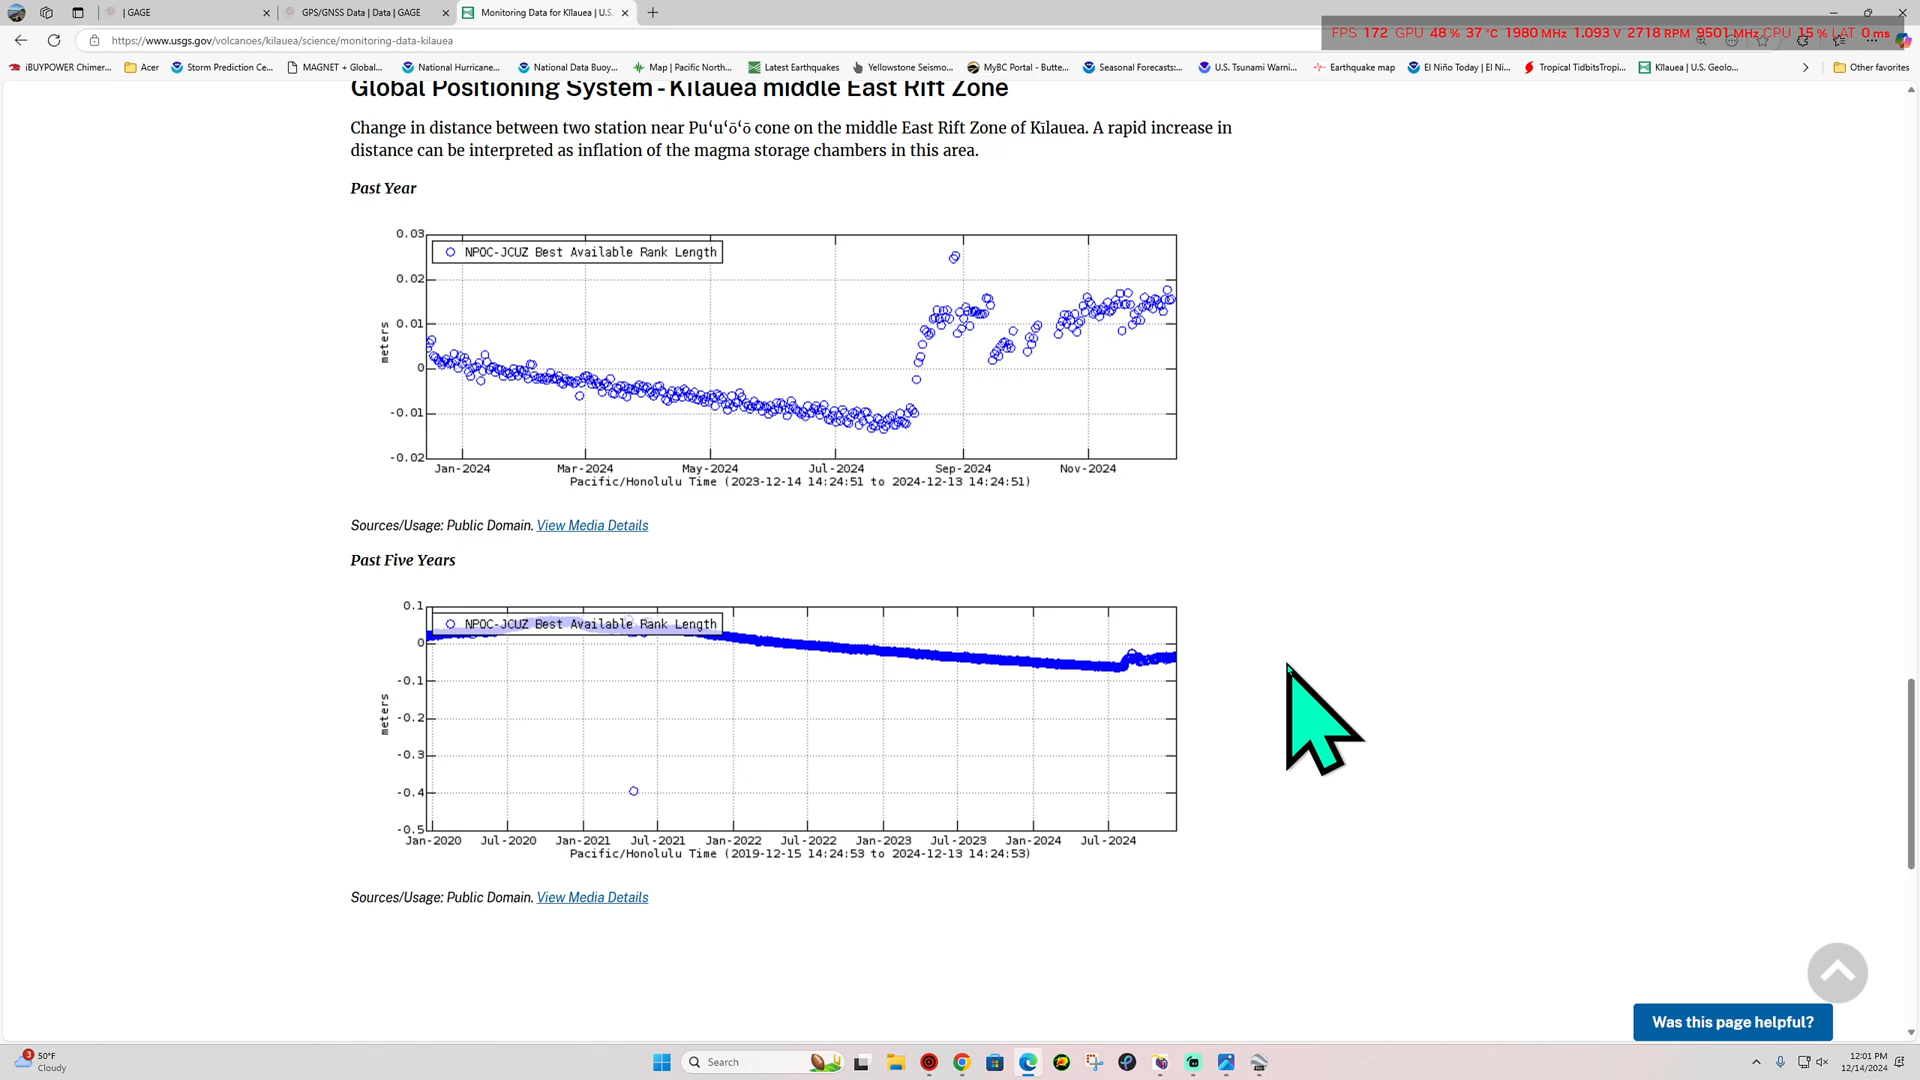 | GAGE
GPS/GNSS Data | Data | GAGE
Monitoring Data for Kīlauea | U.S.
https://www.usgs.gov/volcanoes/kilauea/science/monitoring-data-kilauea
FPS 172 GPU 48 % 37 °C 1980 MHz 1.093 V 2718 RPM 9501 MHz CPU 15 % LAT 0 ms
iBUYPOWER Chimer...
Acer
Storm Prediction Ce...
MAGNET + Global...
National Hurricane...
National Data Buoy...
Map | Pacific North...
Latest Earthquakes
Yellowstone Seismo...
MyBC Portal - Butte...
Seasonal Forecasts:...
U.S. Tsunami Warni...
Earthquake map
El Niño Today | El Ni...
Tropical TidbitsTropi...
Kīlauea | U.S. Geolo...
Other favorites
Global Positioning System - Kīlauea middle East Rift Zone
Change in distance between two station near Puʻuʻōʻō cone on the middle East Rift Zone of Kīlauea. A rapid increase in
distance can be interpreted as inflation of the magma storage chambers in this area.
Past Year
NPOC-JCUZ Best Available Rank Length
0.03
0.02
0.01
0
-0.01
-0.02
meters
Jan-2024 Mar-2024 May-2024 Jul-2024 Sep-2024 Nov-2024
Pacific/Honolulu Time (2023-12-14 14:24:51 to 2024-12-13 14:24:51)
Sources/Usage: Public Domain. View Media Details
Past Five Years
NPOC-JCUZ Best Available Rank Length
0.1
0
-0.1
-0.2
-0.3
-0.4
-0.5
meters
Jan-2020 Jul-2020 Jan-2021 Jul-2021 Jan-2022 Jul-2022 Jan-2023 Jul-2023 Jan-2024 Jul-2024
Pacific/Honolulu Time (2019-12-15 14:24:53 to 2024-12-13 14:24:53)
Sources/Usage: Public Domain. View Media Details
Was this page helpful?
3
50°F
Cloudy
Search
12:01 PM
12/14/2024